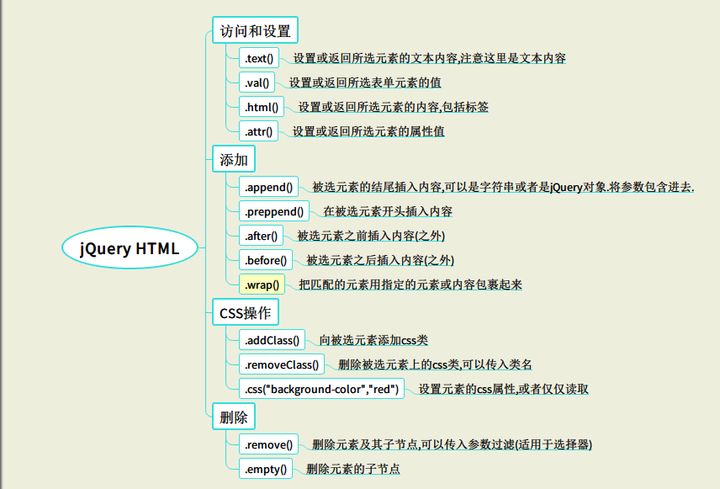 jQuery HTML
访问和设置
.text() 设置或返回所选元素的文本内容,注意这里是文本内容
.val() 设置或返回所选表单元素的值
.html() 设置或返回所选元素的内容,包括标签
.attr() 设置或返回所选元素的属性值
添加
.append() 被选元素的结尾插入内容,可以是字符串或者是jQuery对象.将参数包含进去.
.preppend() 在被选元素开头插入内容
.after() 被选元素之前插入内容(之外)
.before() 被选元素之后插入内容(之外)
.wrap() 把匹配的元素用指定的元素或内容包裹起来
CSS操作
.addClass() 向被选元素添加css类
.removeClass() 删除被选元素上的css类,可以传入类名
.css("background-color","red") 设置元素的css属性,或者仅仅读取
删除
.remove() 删除元素及其子节点,可以传入参数过滤(适用于选择器)
.empty() 删除元素的子节点